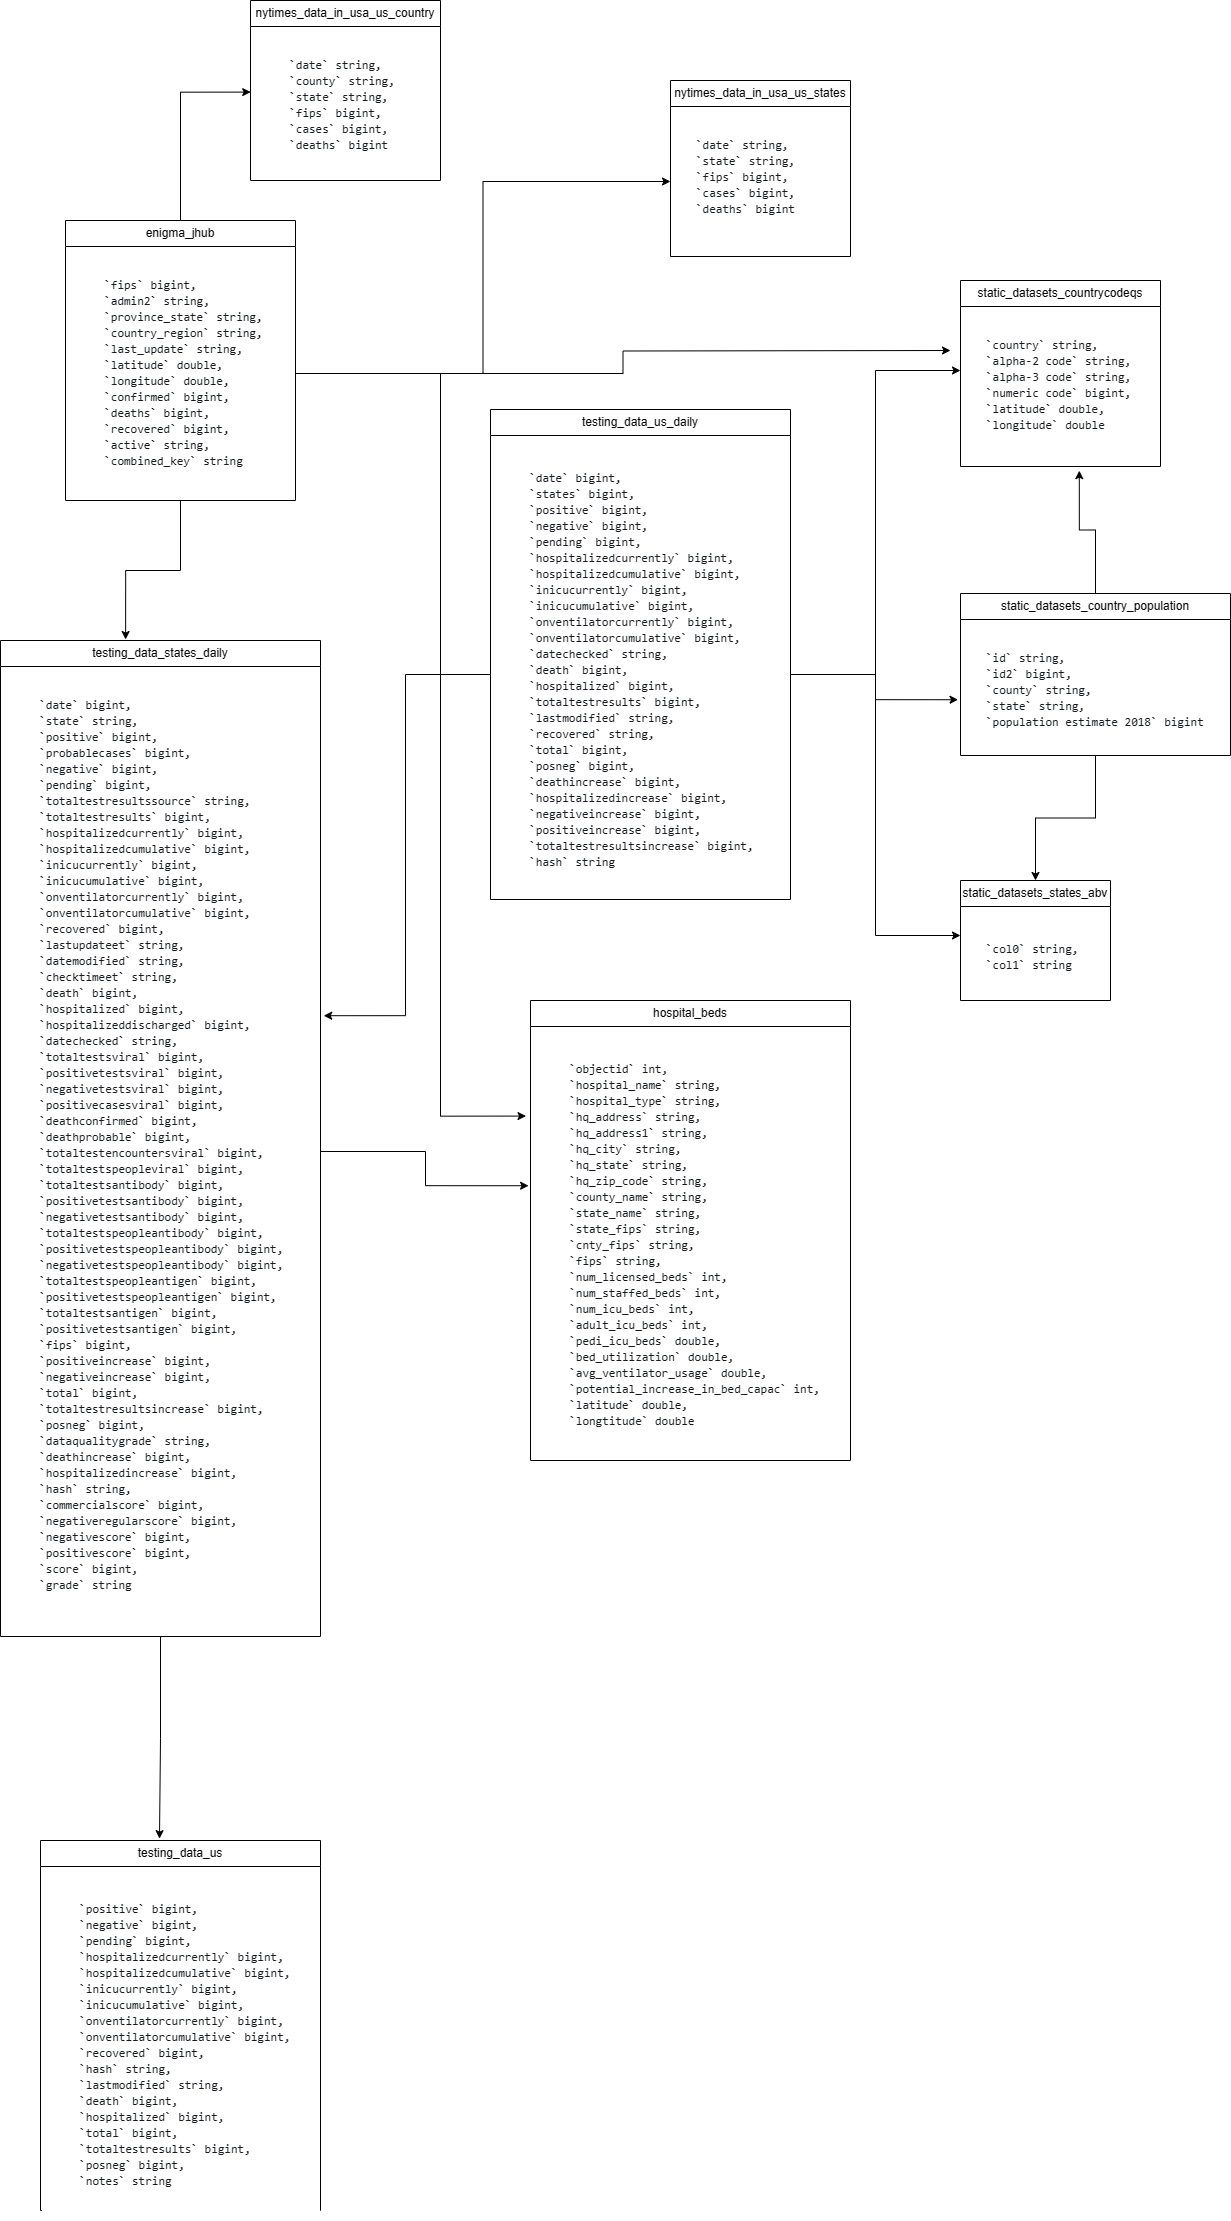 nytimes_data_in_usa_us_country
`date` string,
`county` string,
`state` string,
`fips` bigint,
`cases` bigint,
`deaths` bigint
nytimes_data_in_usa_us_states
`date` string,
`state` string,
`fips` bigint,
`cases` bigint,
`deaths` bigint
enigma_jhub
`fips` bigint,
`admin2` string,
`province_state` string,
`country_region` string,
`last_update` string,
`latitude` double,
`longitude` double,
`confirmed` bigint,
`deaths` bigint,
`recovered` bigint,
`active` string,
`combined_key` string
static_datasets_countrycodeqs
`country` string,
`alpha-2 code` string,
`alpha-3 code` string,
`numeric code` bigint,
`latitude` double,
`longitude` double
testing_data_us_daily
`date` bigint,
`states` bigint,
`positive` bigint,
`negative` bigint,
`pending` bigint,
`hospitalizedcurrently` bigint,
`hospitalizedcumulative` bigint,
`inicucurrently` bigint,
`inicucumulative` bigint,
`onventilatorcurrently` bigint,
`onventilatorcumulative` bigint,
`datechecked` string,
`death` bigint,
`hospitalized` bigint,
`totaltestresults` bigint,
`lastmodified` string,
`recovered` string,
`total` bigint,
`posneg` bigint,
`deathincrease` bigint,
`hospitalizedincrease` bigint,
`negativeincrease` bigint,
`positiveincrease` bigint,
`totaltestresultsincrease` bigint,
`hash` string
static_datasets_country_population
`id` string,
`id2` bigint,
`county` string,
`state` string,
`population estimate 2018` bigint
testing_data_states_daily
`date` bigint,
`state` string,
`positive` bigint,
`probablecases` bigint,
`negative` bigint,
`pending` bigint,
`totaltestresultssource` string,
`totaltestresults` bigint,
`hospitalizedcurrently` bigint,
`hospitalizedcumulative` bigint,
`inicucurrently` bigint,
`inicucumulative` bigint,
`onventilatorcurrently` bigint,
`onventilatorcumulative` bigint,
`recovered` bigint,
`lastupdateet` string,
`datemodified` string,
`checktimeet` string,
`death` bigint,
`hospitalized` bigint,
`hospitalizeddischarged` bigint,
`datechecked` string,
`totaltestsviral` bigint,
`positivetestsviral` bigint,
`negativetestsviral` bigint,
`positivecasesviral` bigint,
`deathconfirmed` bigint,
`deathprobable` bigint,
`totaltestencountersviral` bigint,
`totaltestspeopleviral` bigint,
`totaltestsantibody` bigint,
`positivetestsantibody` bigint,
`negativetestsantibody` bigint,
`totaltestspeopleantibody` bigint,
`positivetestspeopleantibody` bigint,
`negativetestspeopleantibody` bigint,
`totaltestspeopleantigen` bigint,
`positivetestspeopleantigen` bigint,
`totaltestsantigen` bigint,
`positivetestsantigen` bigint,
`fips` bigint,
`positiveincrease` bigint,
`negativeincrease` bigint,
`total` bigint,
`totaltestresultsincrease` bigint,
`posneg` bigint,
`dataqualitygrade` string,
`deathincrease` bigint,
`hospitalizedincrease` bigint,
`hash` string,
`commercialscore` bigint,
`negativeregularscore` bigint,
`negativescore` bigint,
`positivescore` bigint,
`score` bigint,
`grade` string
static_datasets_states_abv
`col0` string,
`col1` string
hospital_beds
`objectid` int,
`hospital_name` string,
`hospital_type` string,
`hq_address` string,
`hq_address1` string,
`hq_city` string,
`hq_state` string,
`hq_zip_code` string,
`county_name` string,
`state_name` string,
`state_fips` string,
`cnty_fips` string,
`fips` string,
`num_licensed_beds` int,
`num_staffed_beds` int,
`num_icu_beds` int,
`adult_icu_beds` int,
`pedi_icu_beds` double,
`bed_utilization` double,
`avg_ventilator_usage` double,
`potential_increase_in_bed_capac` int,
`latitude` double,
`longtitude` double
testing_data_us
`positive` bigint,
`negative` bigint,
`pending` bigint,
`hospitalizedcurrently` bigint,
`hospitalizedcumulative` bigint,
`inicucurrently` bigint,
`inicucumulative` bigint,
`onventilatorcurrently` bigint,
`onventilatorcumulative` bigint,
`recovered` bigint,
`hash` string,
`lastmodified` string,
`death` bigint,
`hospitalized` bigint,
`total` bigint,
`totaltestresults` bigint,
`posneg` bigint,
`notes` string